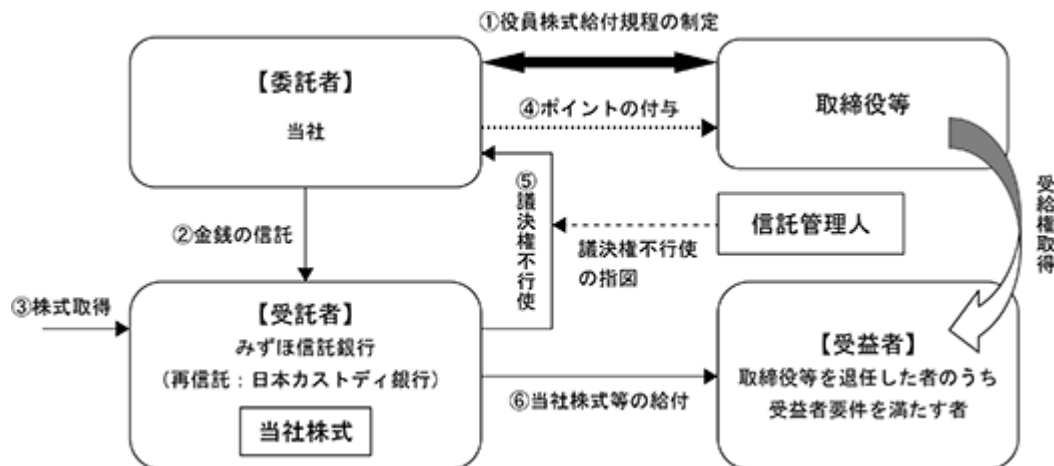 ①役員株式給付規程の制定
【委託者】
当社
取締役等
④ポイントの付与
②金銭の信託
⑤議決権不行使
議決権不行使
の指図
信託管理人
受給権取得
③株式取得
【受託者】
みずほ信託銀行
（再信託：日本カストディ銀行）
当社株式
⑥当社株式等の給付
【受益者】
取締役等を退任した者のうち
受益者要件を満たす者